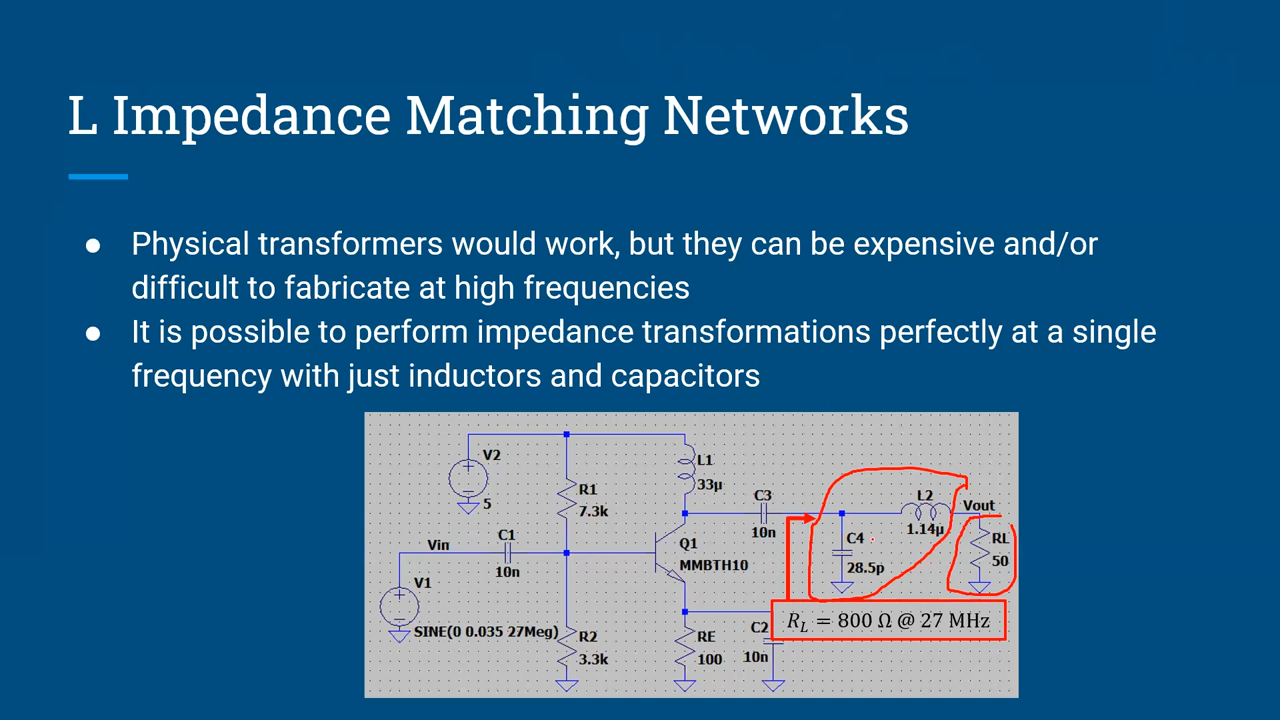 L Impedance Matching Networks
● Physical transformers would work, but they can be expensive and/or
difficult to fabricate at high frequencies
● It is possible to perform impedance transformations perfectly at a single
frequency with just inductors and capacitors
V2
5
R1
7.3k
L1
33µ
C3
10n
L2
1.14µ
Vout
RL
50
Vin
C1
10n
Q1
MMBTH10
C4
28.5p
V1
SINE(0 0.035 27Meg)
R2
3.3k
RE
100
C2
10n
R_L = 800 Ω @ 27 MHz